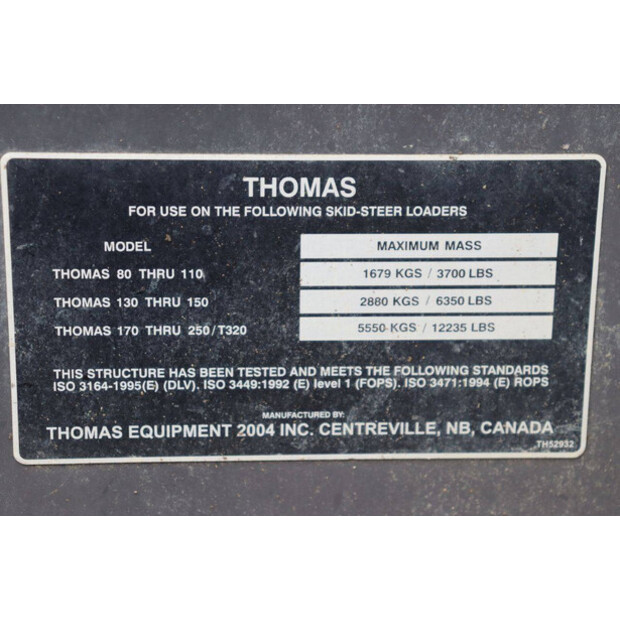 THOMAS
FOR USE ON THE FOLLOWING SKID-STEER LOADERS
MODEL MAXIMUM MASS
THOMAS 80 THRU 110 1679 KGS / 3700 LBS
THOMAS 130 THRU 150 2880 KGS / 6350 LBS
THOMAS 170 THRU 250/T320 5550 KGS / 12235 LBS
THIS STRUCTURE HAS BEEN TESTED AND MEETS THE FOLLOWING STANDARDS
ISO 3164-1995(E) (DLV). ISO 3449:1992 (E) level 1 (FOPS). ISO 3471:1994 (E) ROPS
MANUFACTURED BY:
THOMAS EQUIPMENT 2004 INC. CENTREVILLE, NB, CANADA
TH52932